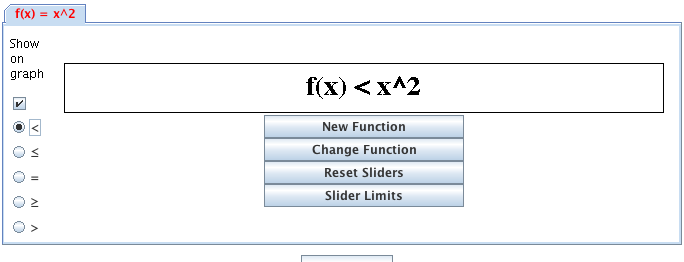 f(x) = x^2
Show
on
graph
f(x) < x^2
<
≤
=
≥
>
New Function
Change Function
Reset Sliders
Slider Limits